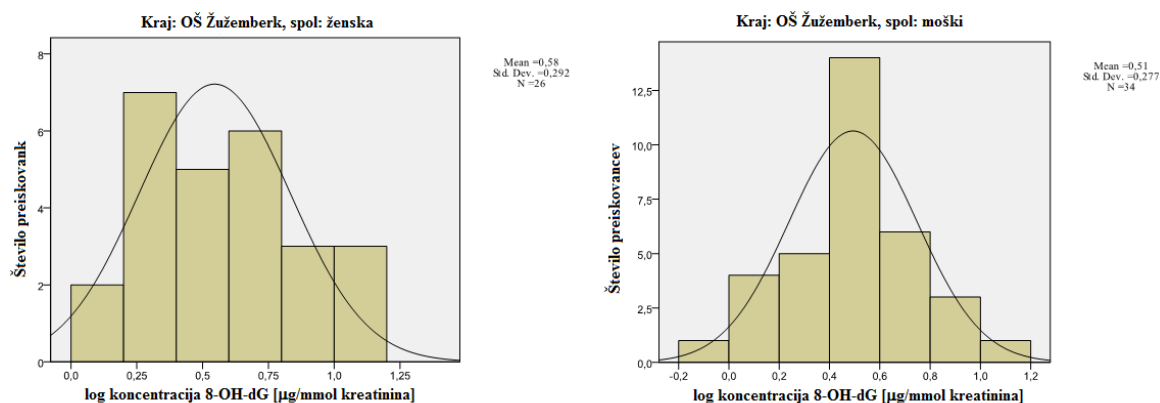 Kraj: OŠ Žužemberk, spol: ženska
Mean =0,58
Std. Dev. =0,292
N =26
Število preiskovank
8
6
4
2
0
0,0 0,25 0,5 0,75 1,0 1,25
log koncentracija 8-OH-dG [µg/mmol kreatinina]
Kraj: OŠ Žužemberk, spol: moški
Mean =0,51
Std. Dev. =0,277
N =34
Število preiskovancev
12,5
10,0
7,5
5,0
2,5
0,0
-0,2 0,0 0,2 0,4 0,6 0,8 1,0 1,2
log koncentracija 8-OH-dG [µg/mmol kreatinina]